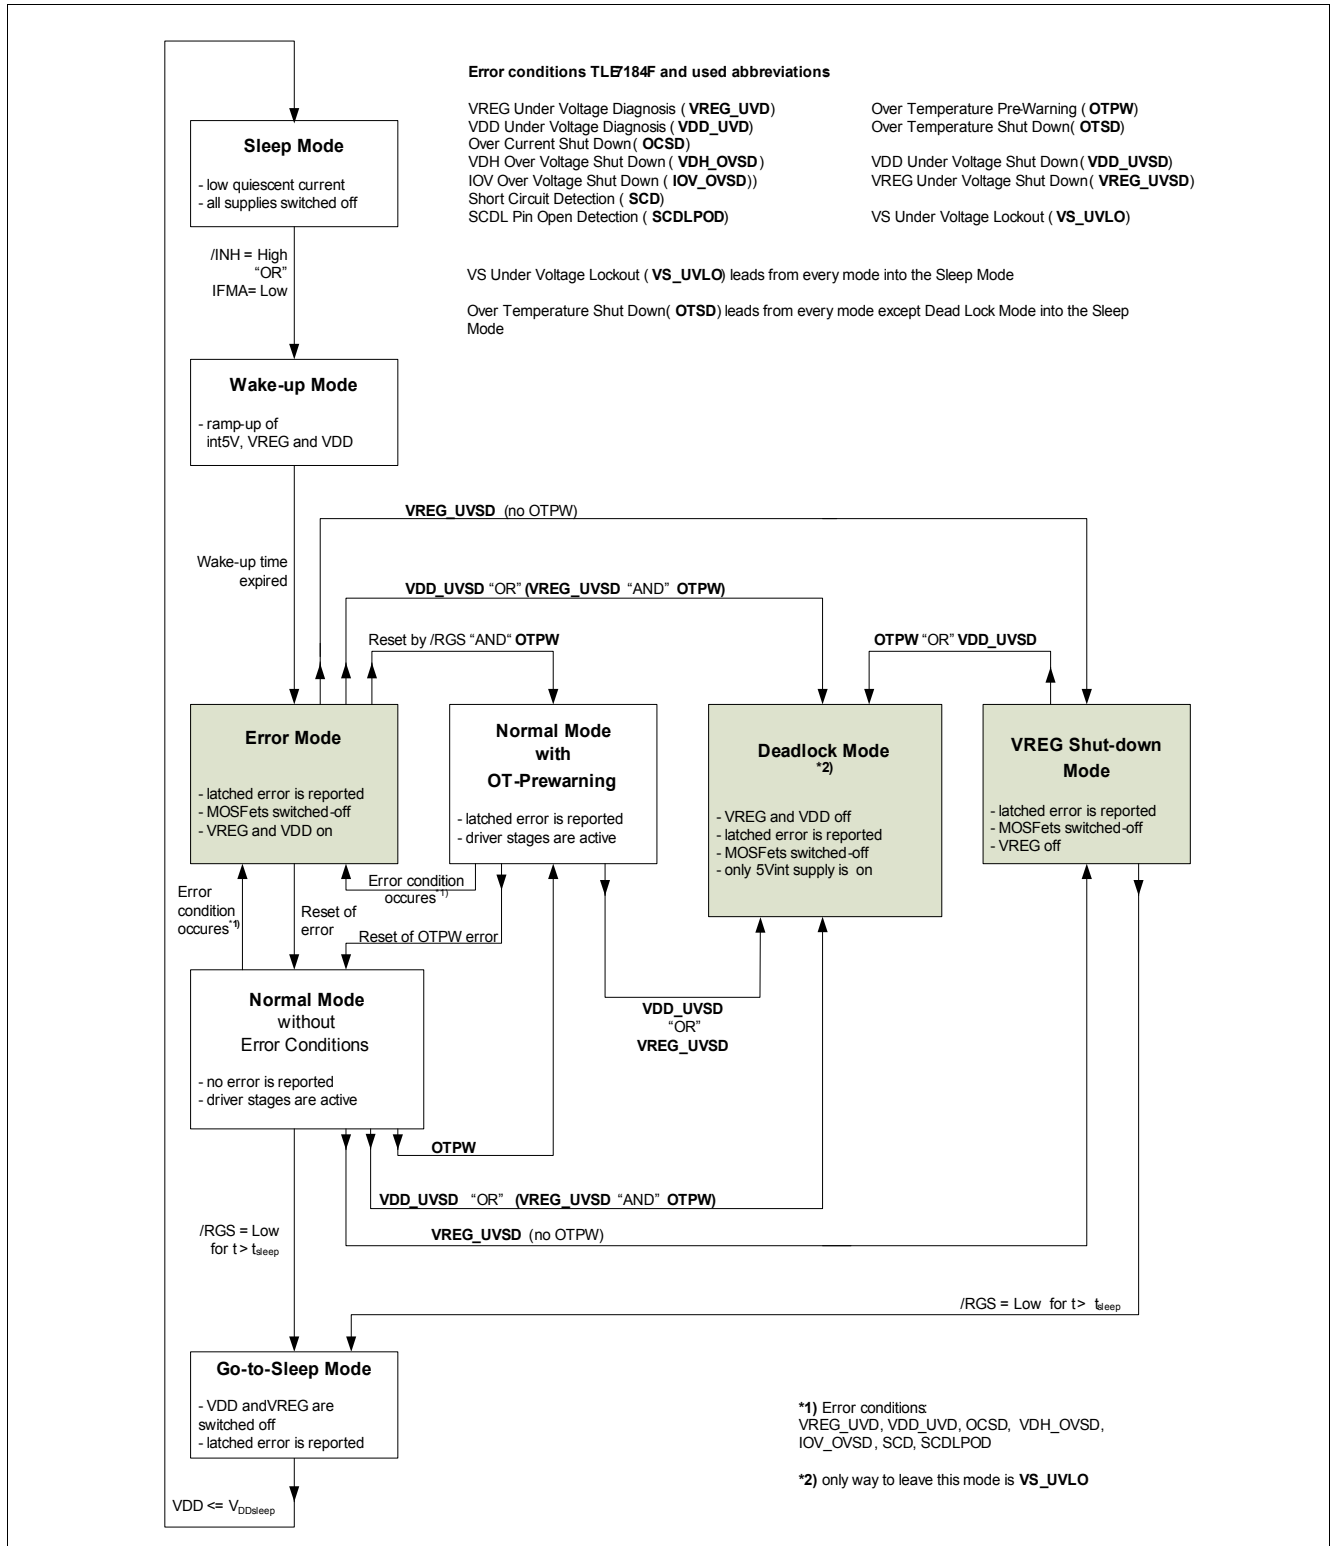 Error conditions TLE7184F and used abbreviations
VREG Under Voltage Diagnosis ( VREG_UVD)
VDD Under Voltage Diagnosis ( VDD_UVD)
Over Current Shut Down( OCSD)
VDH Over Voltage Shut Down ( VDH_OVSD)
IOV Over Voltage Shut Down ( IOV_OVSD))
Short Circuit Detection ( SCD)
SCDL Pin Open Detection ( SCDLPOD)
Over Temperature Pre-Warning ( OTPW)
Over Temperature Shut Down( OTSD)
VDD Under Voltage Shut Down( VDD_UVSD)
VREG Under Voltage Shut Down( VREG_UVSD)
VS Under Voltage Lockout ( VS_UVLO)
VS Under Voltage Lockout ( VS_UVLO) leads from every mode into the Sleep Mode
Over Temperature Shut Down( OTSD) leads from every mode except Dead Lock Mode into the Sleep
Mode
Sleep Mode
- low quiescent current
- all supplies switched off
/INH = High
“OR”
IFMA= Low
Wake-up Mode
- ramp-up of
int5V, VREG and VDD
Wake-up time
expired
VREG_UVSD (no OTPW)
VDD_UVSD “OR” (VREG_UVSD “AND” OTPW)
Reset by /RGS “AND“ OTPW
OTPW “OR” VDD_UVSD
Error Mode
- latched error is reported
- MOSFets switched-off
- VREG and VDD on
Normal Mode
with
OT-Prewarning
- latched error is reported
- driver stages are active
Deadlock Mode
*2)
- VREG and VDD off
- latched error is reported
- MOSFets switched-off
- only 5Vint supply is on
VREG Shut-down
Mode
- latched error is reported
- MOSFets switched-off
- VREG off
Error
condition
occures*1)
Reset of
error
Error condition
occures*1)
Reset of OTPW error
VDD_UVSD
“OR”
VREG_UVSD
Normal Mode
without
Error Conditions
- no error is reported
- driver stages are active
OTPW
VDD_UVSD “OR” (VREG_UVSD “AND” OTPW)
VREG_UVSD (no OTPW)
/RGS = Low
for t > tsleep
/RGS = Low for t > tsleep
Go-to-Sleep Mode
- VDD andVREG are
switched off
- latched error is reported
VDD <= VDDsleep
*1) Error conditions:
VREG_UVD, VDD_UVD, OCSD, VDH_OVSD,
IOV_OVSD, SCD, SCDLPOD
*2) only way to leave this mode is VS_UVLO